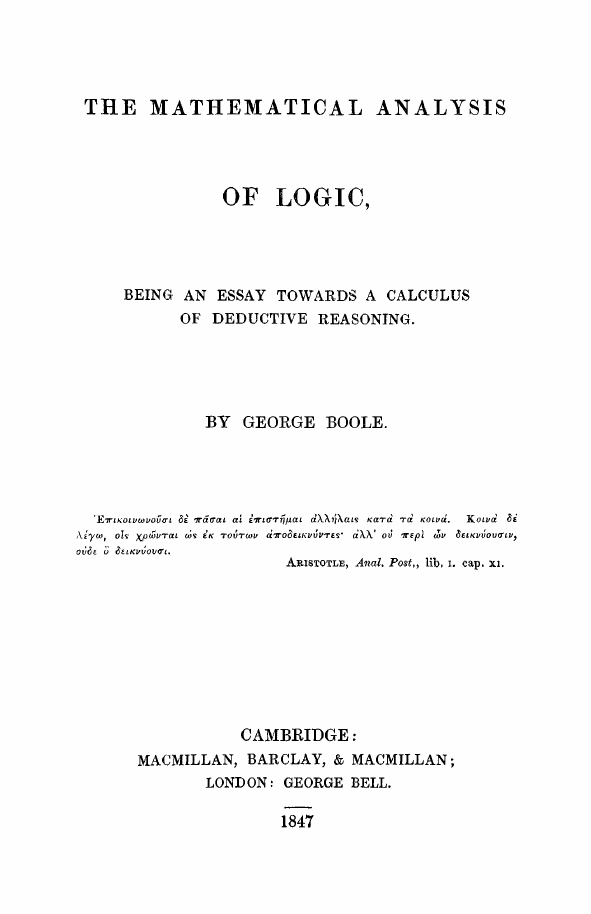 THE MATHEMATICAL ANALYSIS
OF LOGIC,
BEING AN ESSAY TOWARDS A CALCULUS
OF DEDUCTIVE REASONING.
BY GEORGE BOOLE.
Ἐπικοινωνοῦσι δὲ πᾶσαι αἱ ἐπιστῆμαι ἀλλήλαις κατὰ τὰ κοινά. Κοινὰ δὲ
λέγω, οἷς χρῶνται ὡς ἐκ τούτων ἀποδεικνύντες· ἀλλ’ οὐ περὶ ὧν δεικνύουσιν,
οὐδὲ ὃ δεικνύουσι.
ARISTOTLE, Anal. Post., lib. I. cap. XI.
CAMBRIDGE:
MACMILLAN, BARCLAY, & MACMILLAN;
LONDON: GEORGE BELL.
1847